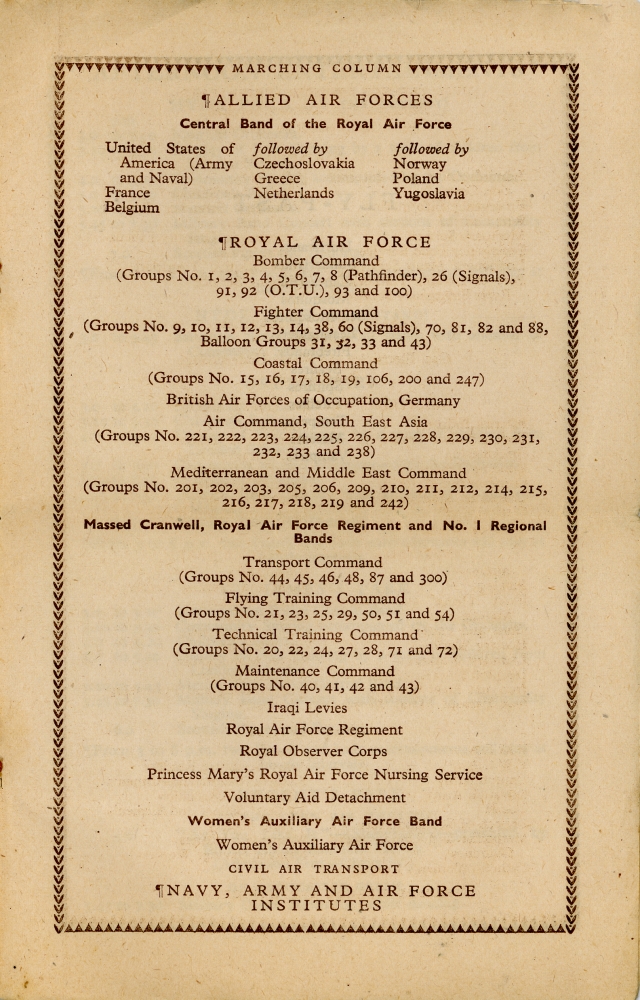 MARCHING COLUMN
¶ALLIED AIR FORCES
Central Band of the Royal Air Force
United States of
America (Army
and Naval)
France
Belgium
followed by
Czechoslovakia
Greece
Netherlands
followed by
Norway
Poland
Yugoslavia
¶ROYAL AIR FORCE
Bomber Command
(Groups No. 1, 2, 3, 4, 5, 6, 7, 8 (Pathfinder), 26 (Signals),
91, 92 (O.T.U.), 93 and 100)
Fighter Command
(Groups No. 9, 10, 11, 12, 13, 14, 38, 60 (Signals), 70, 81, 82 and 88,
Balloon Groups 31, 32, 33 and 43)
Coastal Command
(Groups No. 15, 16, 17, 18, 19, 106, 200 and 247)
British Air Forces of Occupation, Germany
Air Command, South East Asia
(Groups No. 221, 222, 223, 224, 225, 226, 227, 228, 229, 230, 231,
232, 233 and 238)
Mediterranean and Middle East Command
(Groups No. 201, 202, 203, 205, 206, 209, 210, 211, 212, 214, 215,
216, 217, 218, 219 and 242)
Massed Cranwell, Royal Air Force Regiment and No. 1 Regional
Bands
Transport Command
(Groups No. 44, 45, 46, 48, 87 and 300)
Flying Training Command
(Groups No. 21, 23, 25, 29, 50, 51 and 54)
Technical Training Command
(Groups No. 20, 22, 24, 27, 28, 71 and 72)
Maintenance Command
(Groups No. 40, 41, 42 and 43)
Iraqi Levies
Royal Air Force Regiment
Royal Observer Corps
Princess Mary's Royal Air Force Nursing Service
Voluntary Aid Detachment
Women's Auxiliary Air Force Band
Women's Auxiliary Air Force
CIVIL AIR TRANSPORT
¶NAVY, ARMY AND AIR FORCE
INSTITUTES